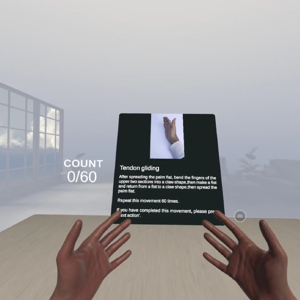 COUNT
0/60
Tendon gliding
After spreading the palm flat, bend the fingers of the
upper two sections into a claw shape,then make a fist
and return from a fist to a claw shape,then spread the
palm flat.
Repeat this movement 60 times.
If you have completed this movement, please